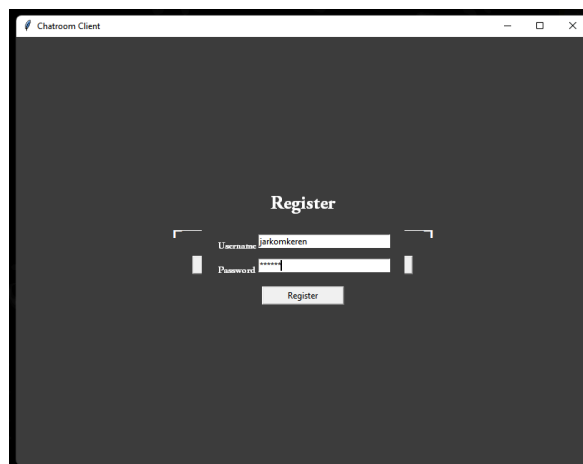 Chatroom Client
Register
Username jarkomkeren
Password ******
Register